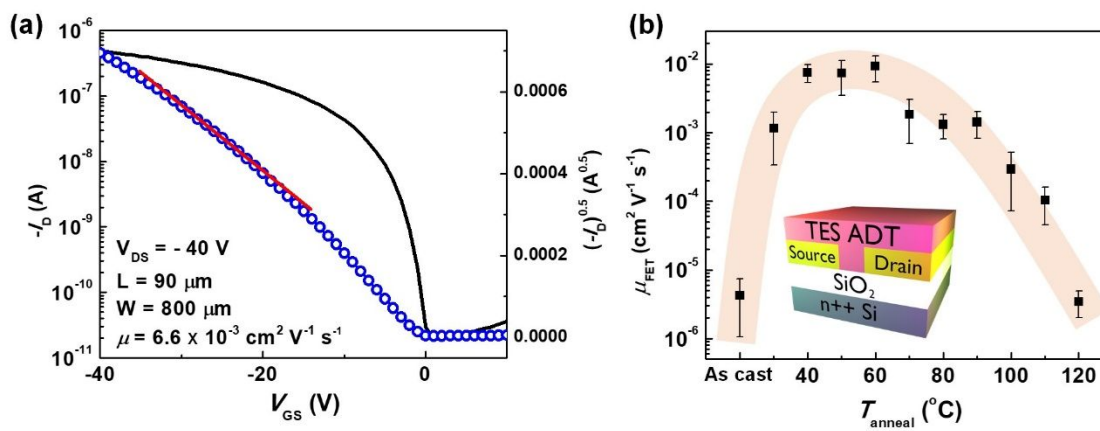 (a)
10⁻⁶
10⁻⁷
10⁻⁸
10⁻⁹
10⁻¹⁰
10⁻¹¹
-I_D (A)
V_DS = - 40 V
L = 90 μm
W = 800 μm
μ = 6.6 x 10⁻³ cm² V⁻¹ s⁻¹
-40
-20
0
V_GS (V)
0.0006
0.0004
0.0002
0.0000
(-I_D)^0.5 (A^0.5)
(b)
10⁻²
10⁻³
10⁻⁴
10⁻⁵
10⁻⁶
μ_FET (cm² V⁻¹ s⁻¹)
TES ADT
Source
Drain
SiO₂
n++ Si
As cast
40
60
80
100
120
T_anneal (°C)